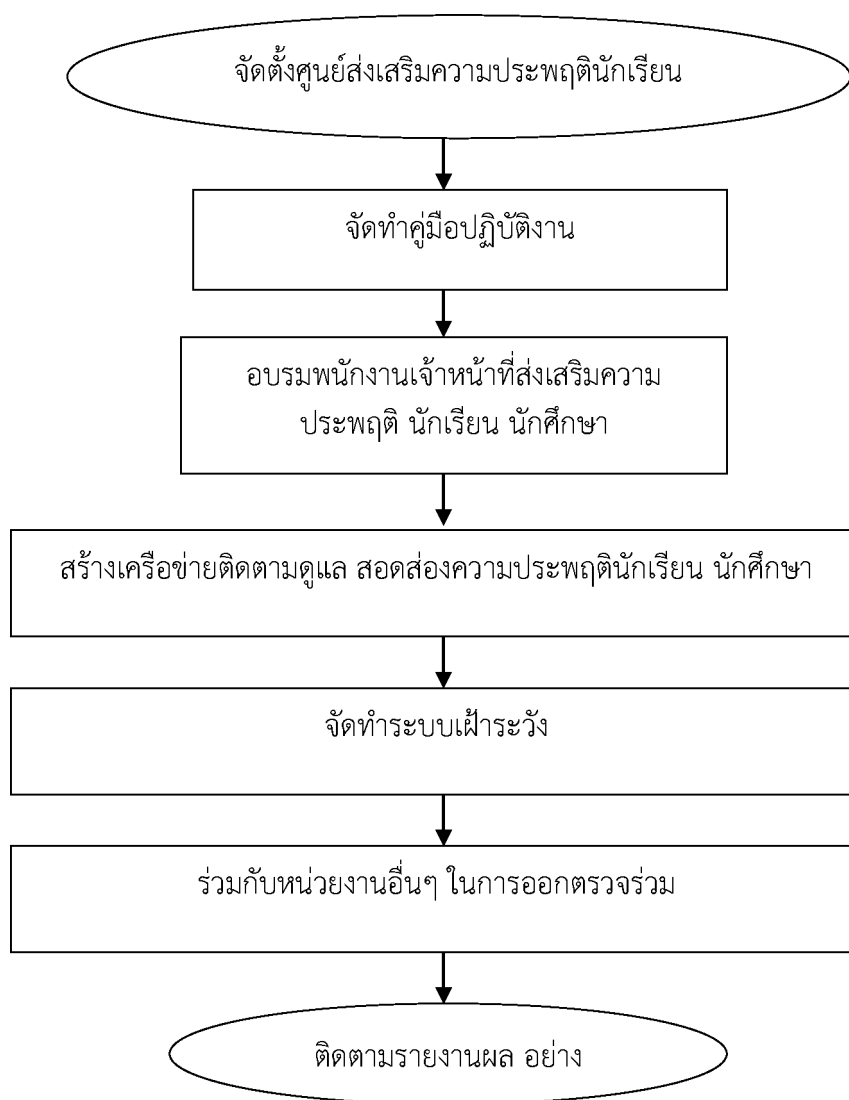 จัดตั้งศูนย์ส่งเสริมความประพฤตินักเรียน
จัดทำคู่มือปฏิบัติงาน
อบรมพนักงานเจ้าหน้าที่ส่งเสริมความ
ประพฤติ นักเรียน นักศึกษา
สร้างเครือข่ายติดตามดูแล สอดส่องความประพฤตินักเรียน นักศึกษา
จัดทำระบบเฝ้าระวัง
ร่วมกับหน่วยงานอื่นๆ ในการออกตรวจร่วม
ติดตามรายงานผล อย่าง